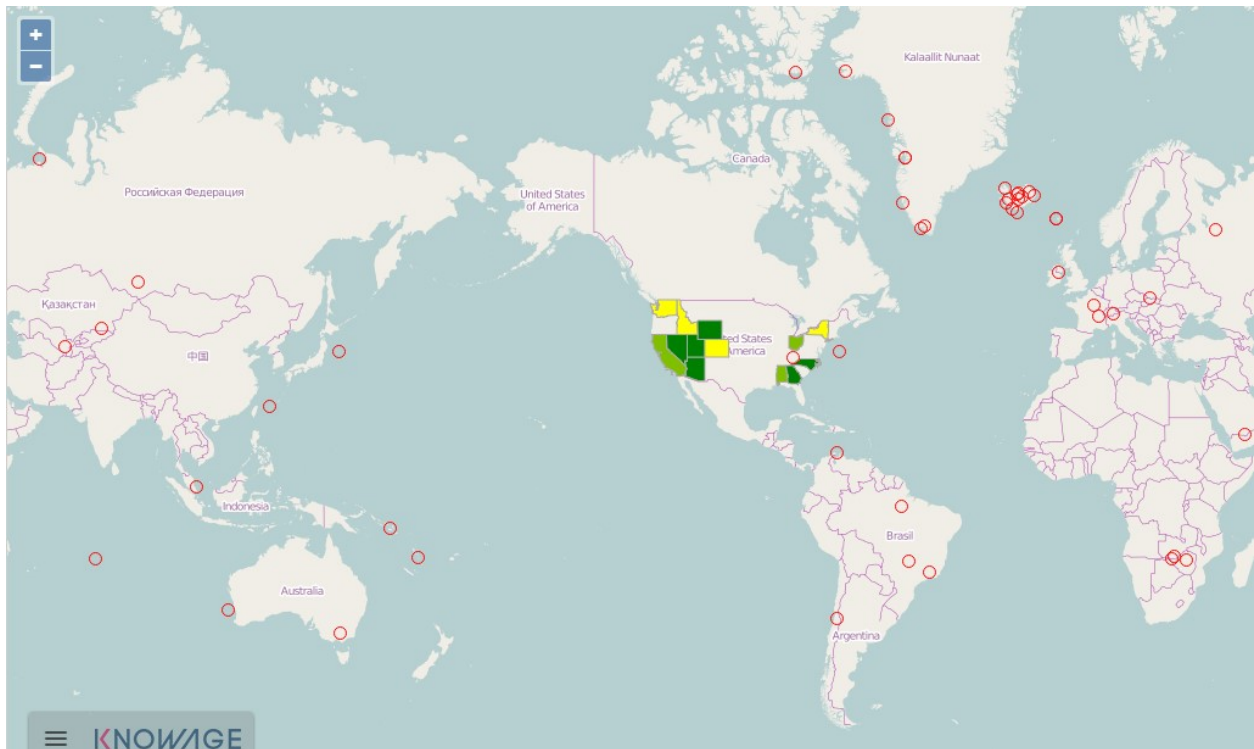 +
−
Kalaallit Nunaat
Canada
Российская Федерация
United States
of America
Қазақстан
中国
ed States
America
Indonesia
Brasil
Australia
Argentina
KNOWAGE